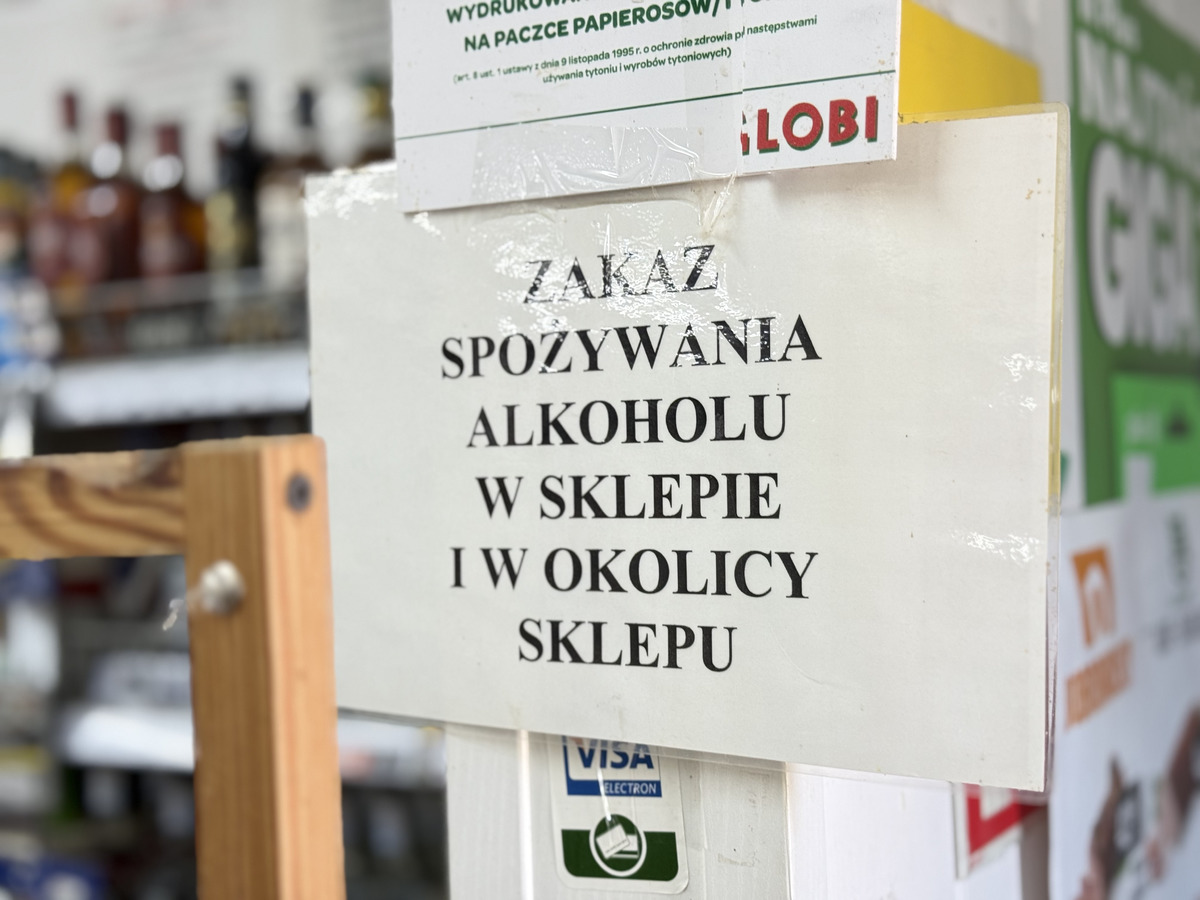 NA PACZCE PAPIEROSÓW/
(art. 8 ust. 1 ustawy z dnia 9 listopada 1995 r. o ochronie zdrowia następstwami
używania tytoniu i wyrobów tytoniowych)
GLOBI
ZAKAZ
SPOŻYWANIA
ALKOHOLU
W SKLEPIE
I W OKOLICY
SKLEPU
VISA
ELECTRON